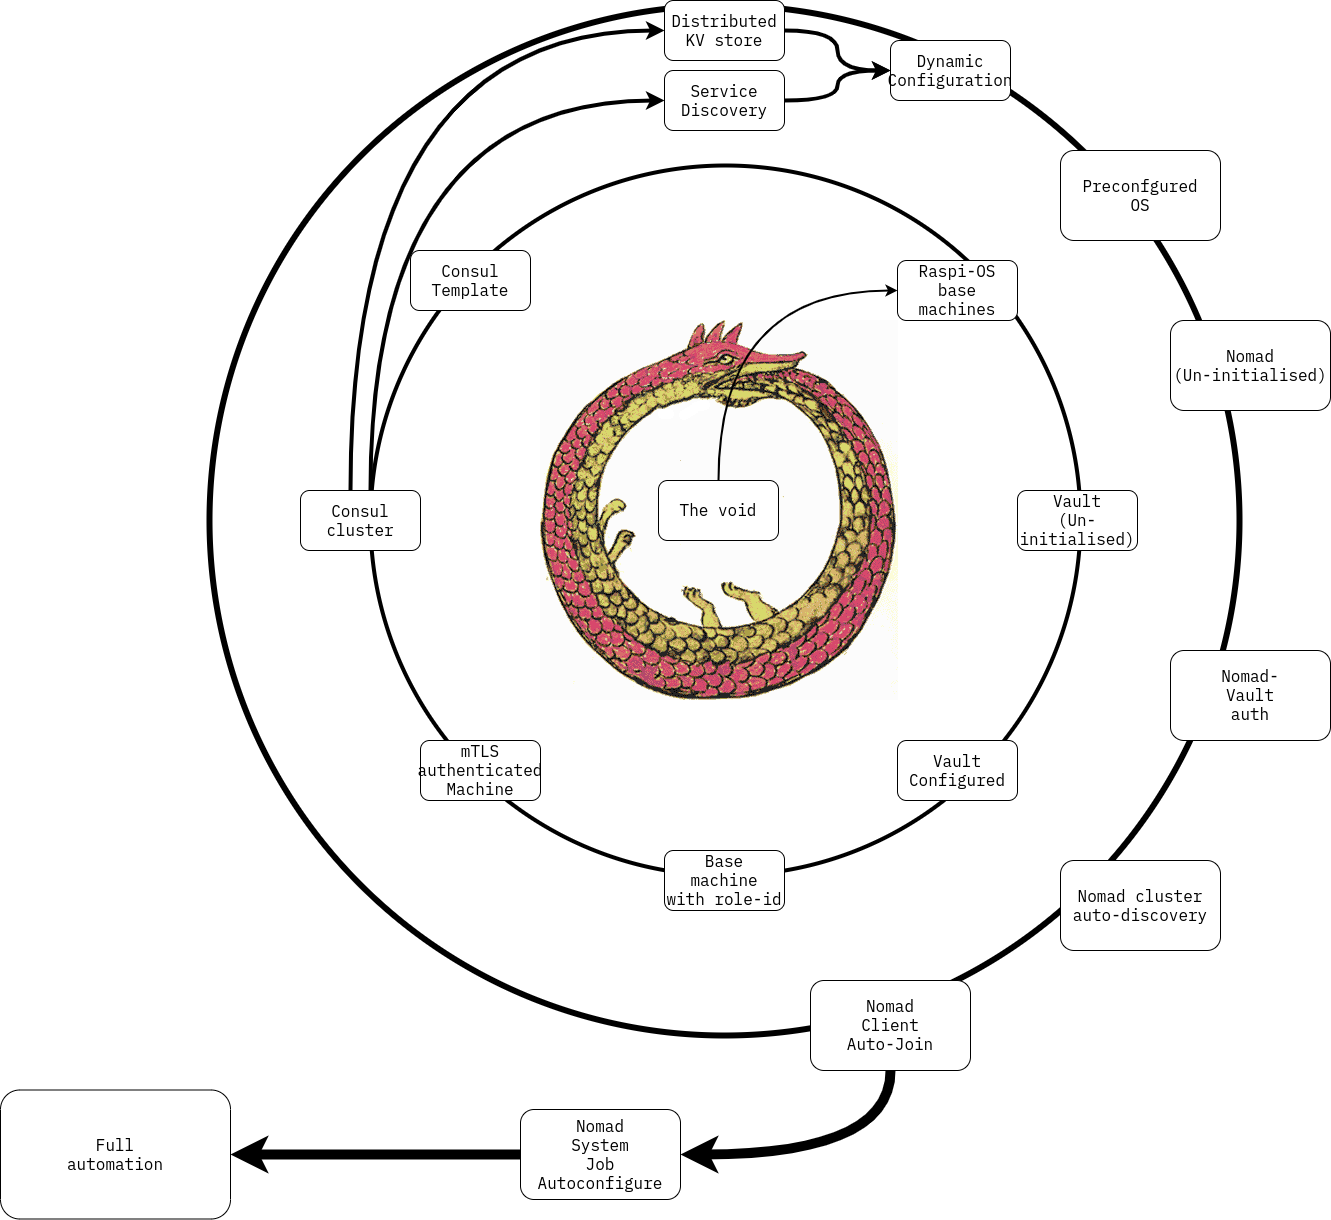 Distributed
KV store
Service
Discovery
Dynamic
Configuration
Preconfgured
OS
Consul
Template
Raspi-OS
base
machines
Nomad
(Un-initialised)
The void
Consul
cluster
Vault
(Un-
initialised)
Nomad-
Vault
auth
mTLS
authenticated
Machine
Vault
Configured
Base
machine
with role-id
Nomad cluster
auto-discovery
Nomad
Client
Auto-Join
Full
automation
Nomad
System
Job
Autoconfigure